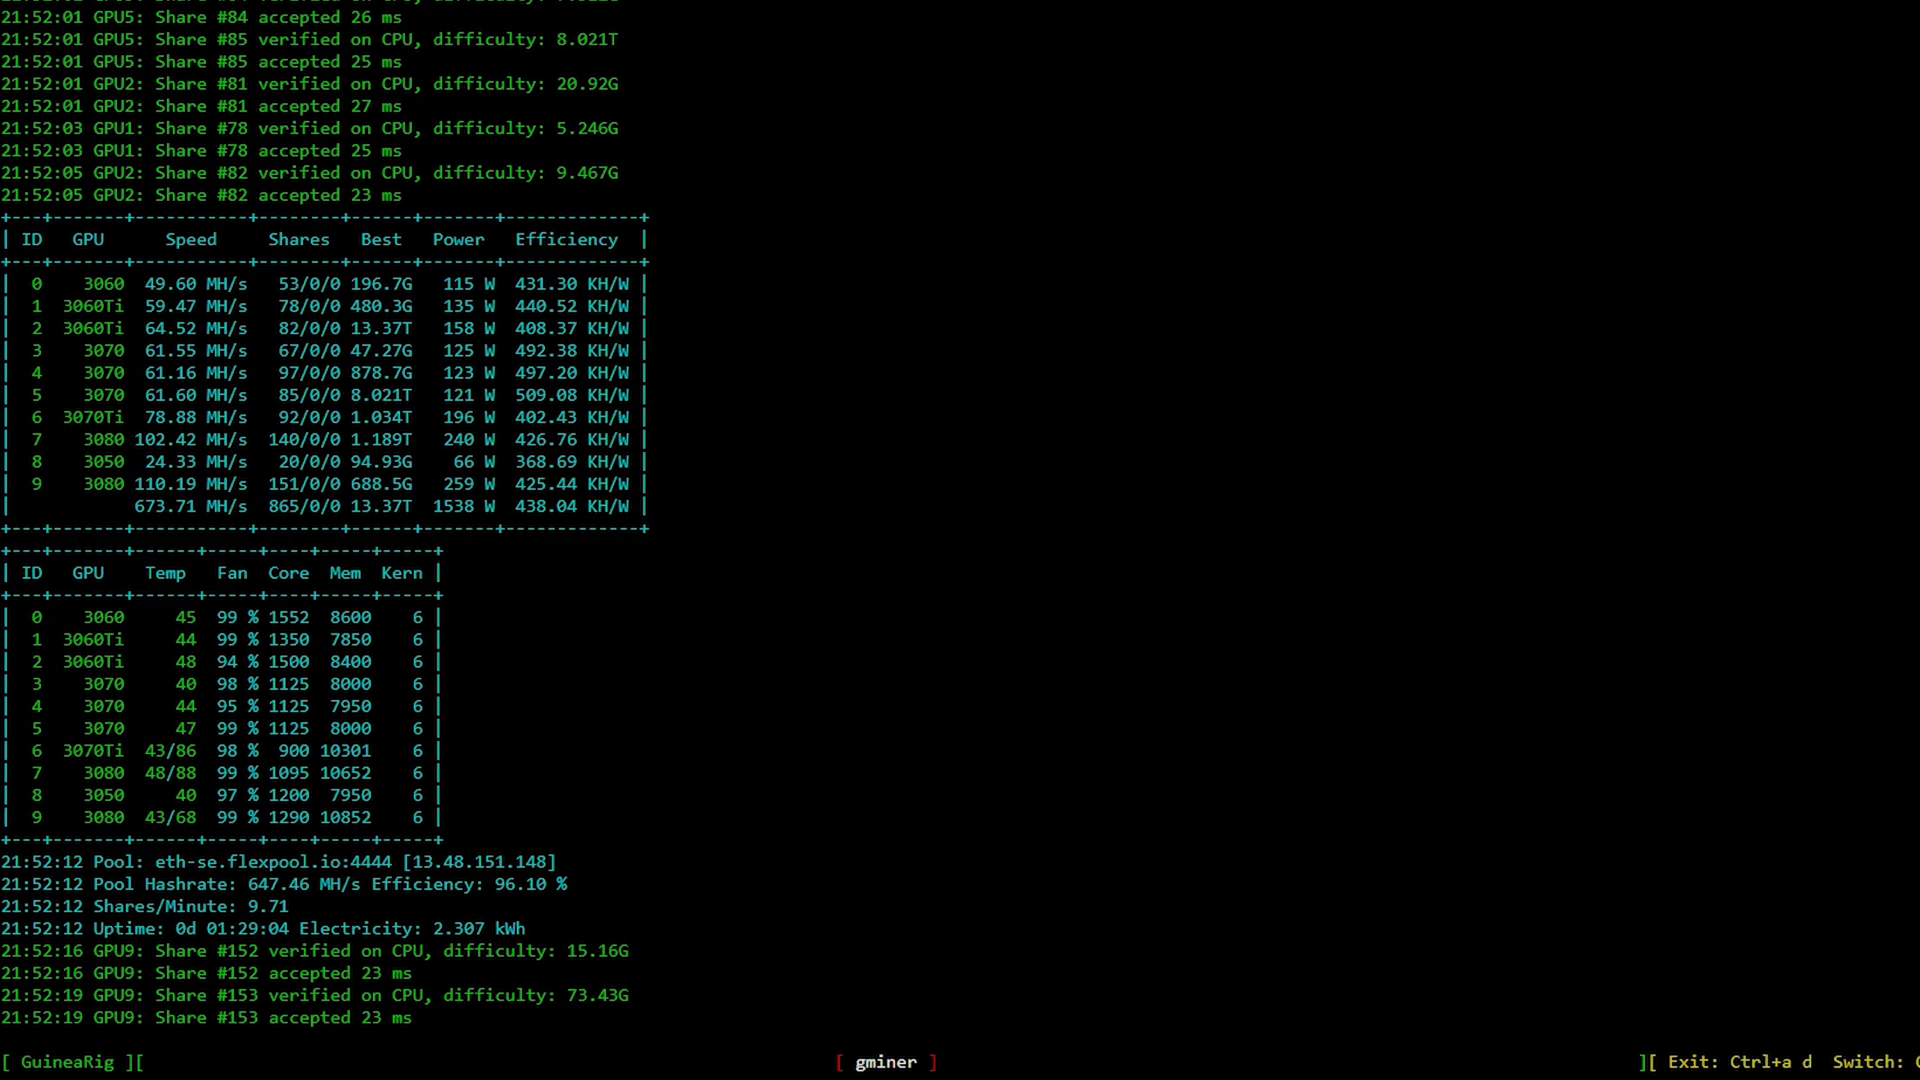 21:52:01 GPU5: Share #84 accepted 26 ms
21:52:01 GPU5: Share #85 verified on CPU, difficulty: 8.021T
21:52:01 GPU5: Share #85 accepted 25 ms
21:52:01 GPU2: Share #81 verified on CPU, difficulty: 20.92G
21:52:01 GPU2: Share #81 accepted 27 ms
21:52:03 GPU1: Share #78 verified on CPU, difficulty: 5.246G
21:52:03 GPU1: Share #78 accepted 25 ms
21:52:05 GPU2: Share #82 verified on CPU, difficulty: 9.467G
21:52:05 GPU2: Share #82 accepted 23 ms
+---+-------+-----------+--------+------+-------+-------------+
| ID   GPU      Speed     Shares   Best   Power   Efficiency  |
+---+-------+-----------+--------+------+-------+-------------+
|  0    3060  49.60 MH/s   53/0/0 196.7G   115 W  431.30 KH/W |
|  1  3060Ti  59.47 MH/s   78/0/0 480.3G   135 W  440.52 KH/W |
|  2  3060Ti  64.52 MH/s   82/0/0 13.37T   158 W  408.37 KH/W |
|  3    3070  61.55 MH/s   67/0/0 47.27G   125 W  492.38 KH/W |
|  4    3070  61.16 MH/s   97/0/0 878.7G   123 W  497.20 KH/W |
|  5    3070  61.60 MH/s   85/0/0 8.021T   121 W  509.08 KH/W |
|  6  3070Ti  78.88 MH/s   92/0/0 1.034T   196 W  402.43 KH/W |
|  7    3080 102.42 MH/s  140/0/0 1.189T   240 W  426.76 KH/W |
|  8    3050  24.33 MH/s   20/0/0 94.93G    66 W  368.69 KH/W |
|  9    3080 110.19 MH/s  151/0/0 688.5G   259 W  425.44 KH/W |
|            673.71 MH/s  865/0/0 13.37T  1538 W  438.04 KH/W |
+---+-------+-----------+--------+------+-------+-------------+
+---+-------+------+-----+----+-----+-----+
| ID   GPU    Temp   Fan  Core  Mem  Kern |
+---+-------+------+-----+----+-----+-----+
|  0    3060     45  99 % 1552  8600    6 |
|  1  3060Ti     44  99 % 1350  7850    6 |
|  2  3060Ti     48  94 % 1500  8400    6 |
|  3    3070     40  98 % 1125  8000    6 |
|  4    3070     44  95 % 1125  7950    6 |
|  5    3070     47  99 % 1125  8000    6 |
|  6  3070Ti  43/86  98 %  900 10301    6 |
|  7    3080  48/88  99 % 1095 10652    6 |
|  8    3050     40  97 % 1200  7950    6 |
|  9    3080  43/68  99 % 1290 10852    6 |
+---+-------+------+-----+----+-----+-----+
21:52:12 Pool: eth-se.flexpool.io:4444 [13.48.151.148]
21:52:12 Pool Hashrate: 647.46 MH/s Efficiency: 96.10 %
21:52:12 Shares/Minute: 9.71
21:52:12 Uptime: 0d 01:29:04 Electricity: 2.307 kWh
21:52:16 GPU9: Share #152 verified on CPU, difficulty: 15.16G
21:52:16 GPU9: Share #152 accepted 23 ms
21:52:19 GPU9: Share #153 verified on CPU, difficulty: 73.43G
21:52:19 GPU9: Share #153 accepted 23 ms
[ GuineaRig ][ [ gminer ] ][ Exit: Ctrl+a d  Switch: